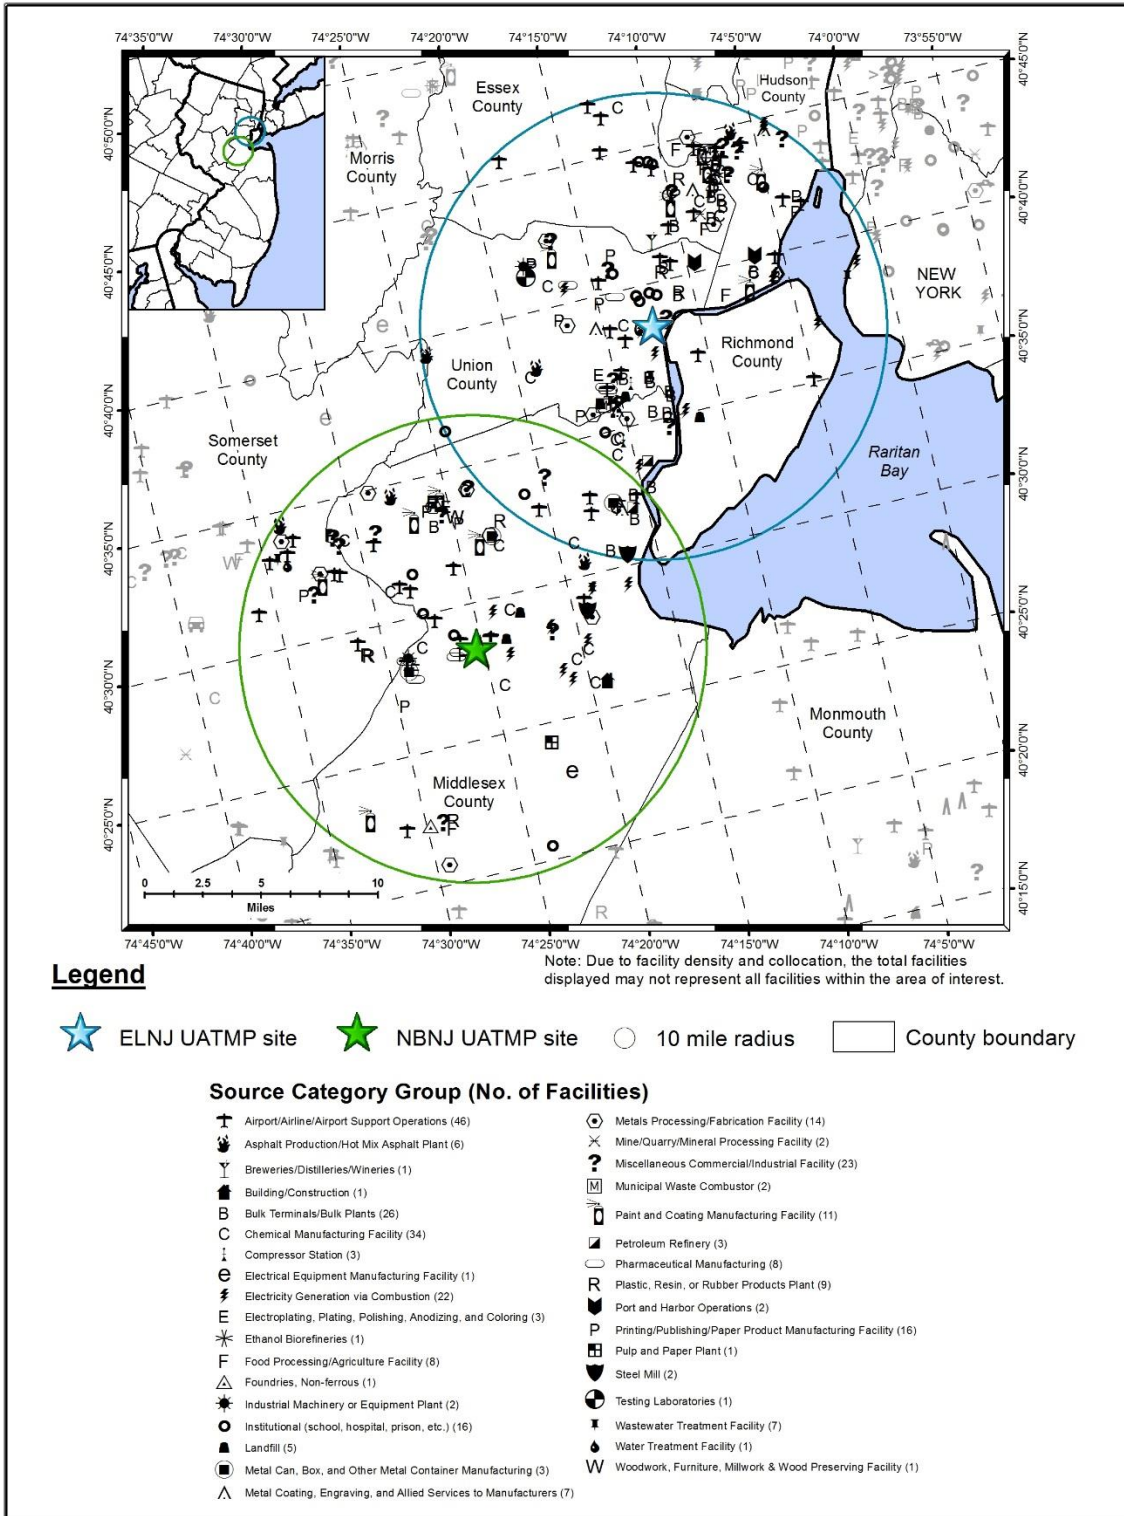 74°35'0"W 74°30'0"W 74°25'0"W 74°20'0"W 74°15'0"W 74°10'0"W 74°5'0"W 74°0'0"W 73°55'0"W
40°45'0"N
40°50'0"N
40°40'0"N
40°45'0"N
40°35'0"N
40°40'0"N
40°30'0"N
40°35'0"N
40°25'0"N
40°30'0"N
40°20'0"N
40°25'0"N
40°15'0"N
Essex
County
Hudson
County
Morris
County
NEW
YORK
Richmond
County
Union
County
Somerset
County
Raritan
Bay
Monmouth
County
Middlesex
County
0 2.5 5 10
Miles
74°45'0"W 74°40'0"W 74°35'0"W 74°30'0"W 74°25'0"W 74°20'0"W 74°15'0"W 74°10'0"W 74°5'0"W
Note: Due to facility density and collocation, the total facilities
displayed may not represent all facilities within the area of interest.
Legend
ELNJ UATMP site NBNJ UATMP site 10 mile radius County boundary
Source Category Group (No. of Facilities)
Airport/Airline/Airport Support Operations (46)
Asphalt Production/Hot Mix Asphalt Plant (6)
Breweries/Distilleries/Wineries (1)
Building/Construction (1)
B Bulk Terminals/Bulk Plants (26)
C Chemical Manufacturing Facility (34)
Compressor Station (3)
e Electrical Equipment Manufacturing Facility (1)
Electricity Generation via Combustion (22)
E Electroplating, Plating, Polishing, Anodizing, and Coloring (3)
Ethanol Biorefineries (1)
F Food Processing/Agriculture Facility (8)
Foundries, Non-ferrous (1)
Industrial Machinery or Equipment Plant (2)
Institutional (school, hospital, prison, etc.) (16)
Landfill (5)
Metal Can, Box, and Other Metal Container Manufacturing (3)
Metal Coating, Engraving, and Allied Services to Manufacturers (7)
Metals Processing/Fabrication Facility (14)
Mine/Quarry/Mineral Processing Facility (2)
? Miscellaneous Commercial/Industrial Facility (23)
M Municipal Waste Combustor (2)
Paint and Coating Manufacturing Facility (11)
Petroleum Refinery (3)
Pharmaceutical Manufacturing (8)
R Plastic, Resin, or Rubber Products Plant (9)
Port and Harbor Operations (2)
P Printing/Publishing/Paper Product Manufacturing Facility (16)
Pulp and Paper Plant (1)
Steel Mill (2)
Testing Laboratories (1)
Wastewater Treatment Facility (7)
Water Treatment Facility (1)
W Woodwork, Furniture, Millwork & Wood Preserving Facility (1)